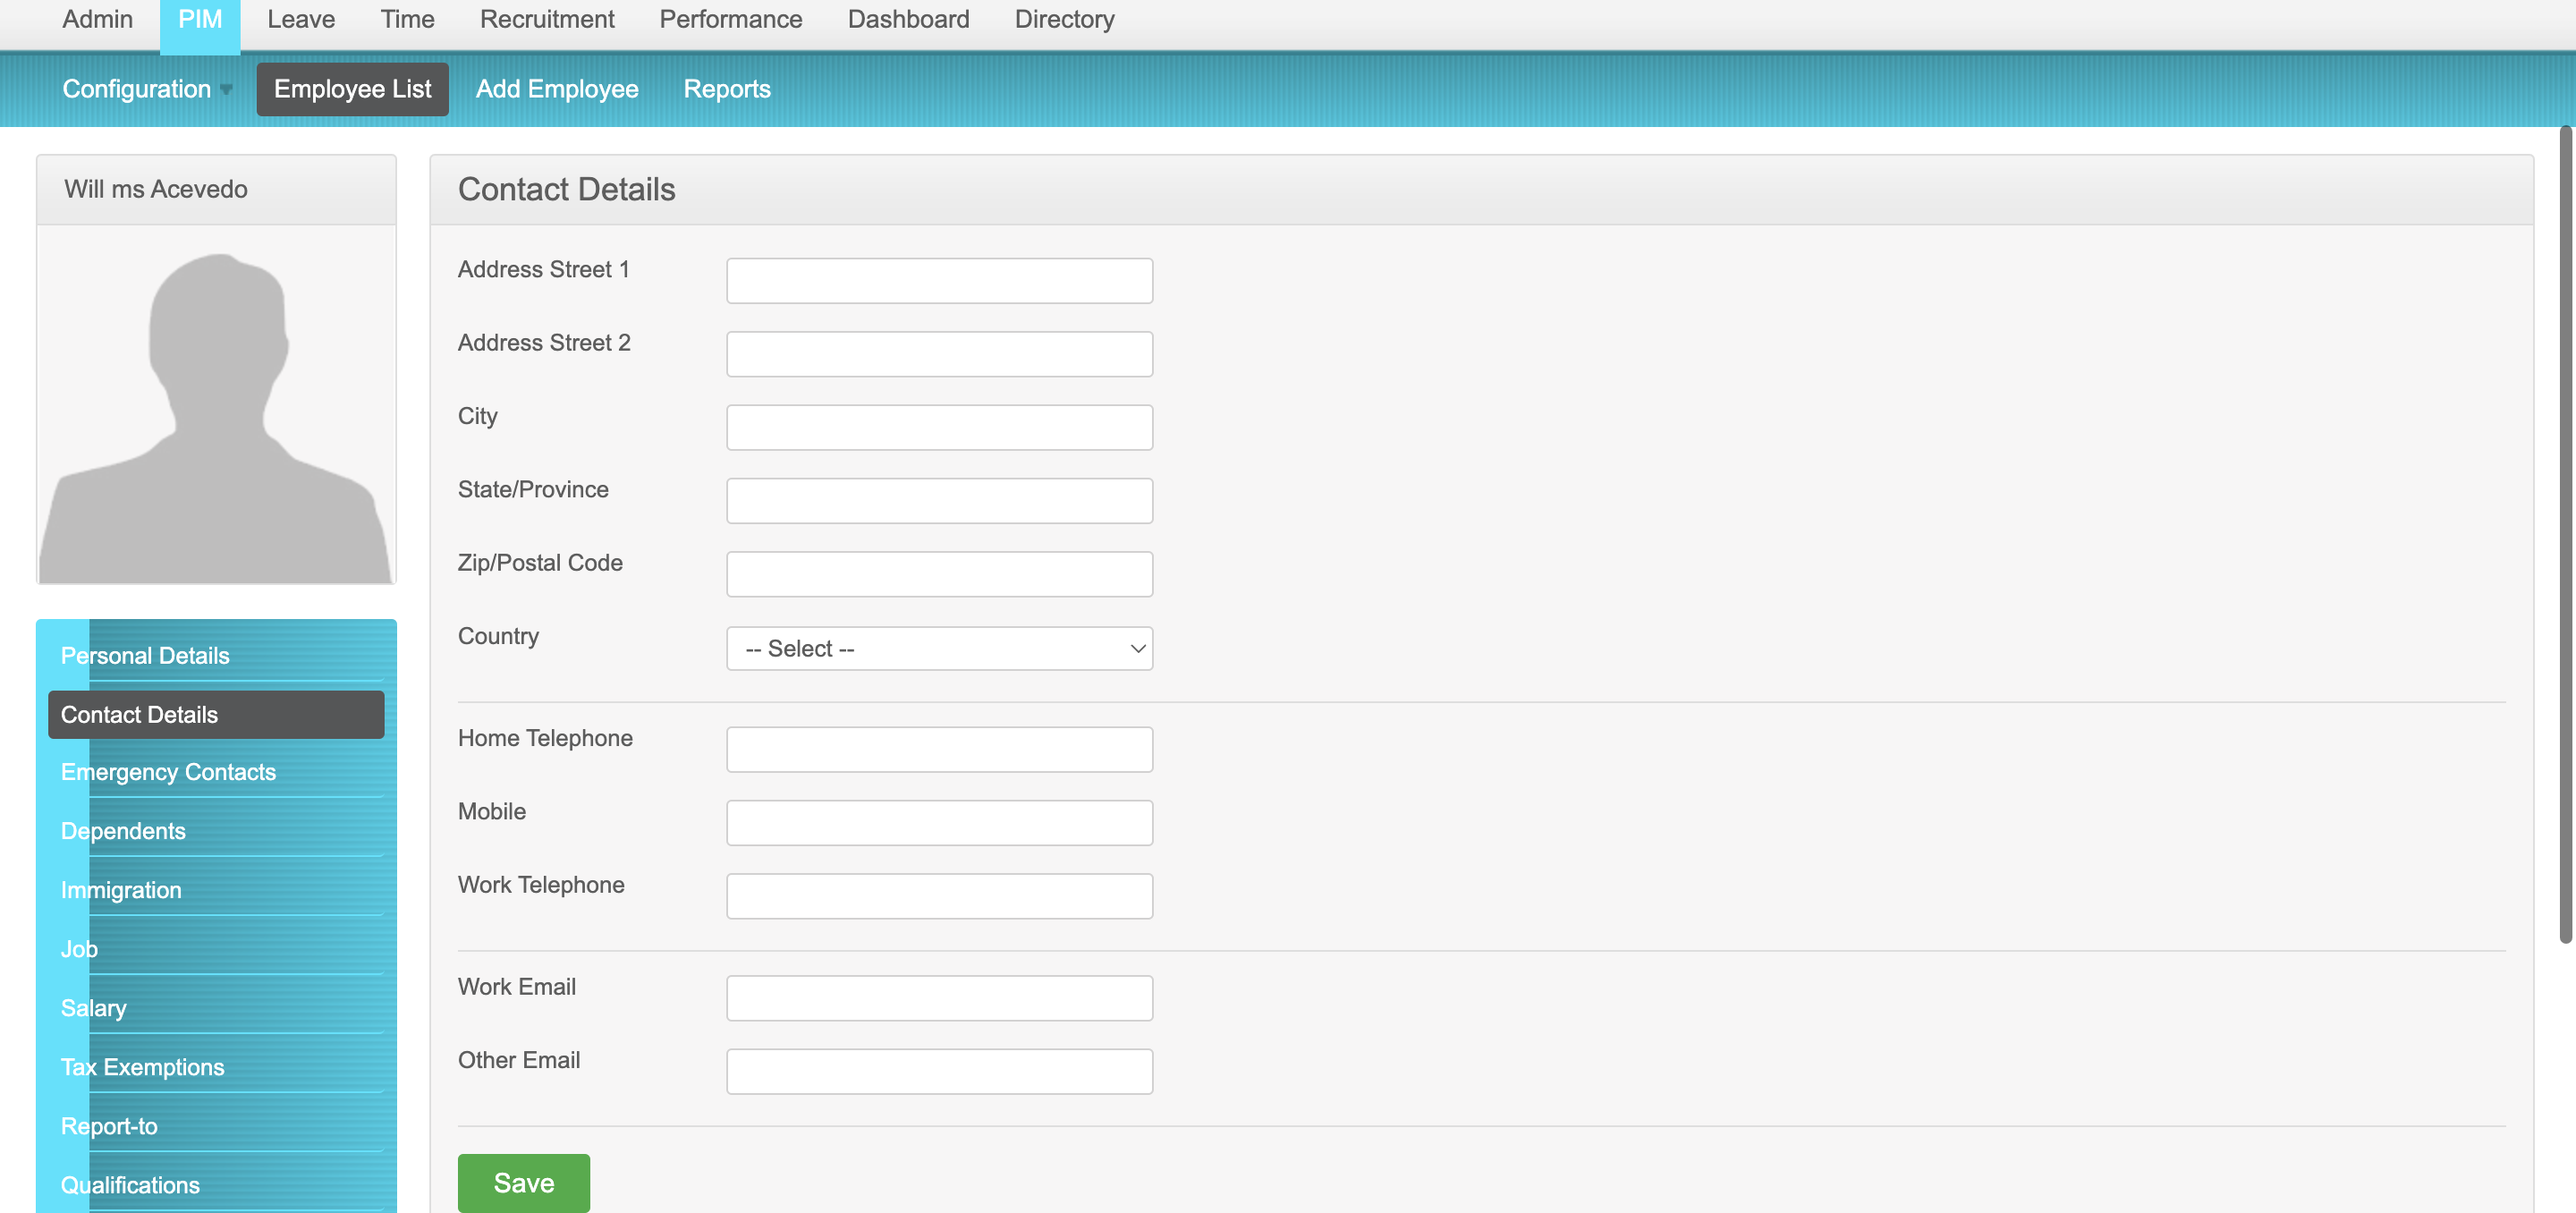 Admin PIM Leave Time Recruitment Performance Dashboard Directory
Configuration Employee List Add Employee Reports
Will ms Acevedo
Personal Details
Contact Details
Emergency Contacts
Dependents
Immigration
Job
Salary
Tax Exemptions
Report-to
Qualifications
Contact Details
Address Street 1
Address Street 2
City
State/Province
Zip/Postal Code
Country -- Select --
Home Telephone
Mobile
Work Telephone
Work Email
Other Email
Save